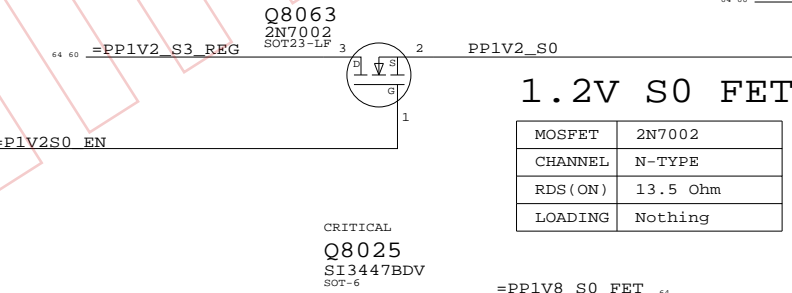 Q8063
2N7002
SOT23-LF
64 60 =PP1V2_S3_REG 3 2 PP1V2_S0
D S
G
1
1.2V S0 FET
=P1V2S0_EN
MOSFET 2N7002
CHANNEL N-TYPE
RDS(ON) 13.5 Ohm
LOADING Nothing
CRITICAL
Q8025
SI3447BDV
SOT-6
=PP1V8_S0_FET 64